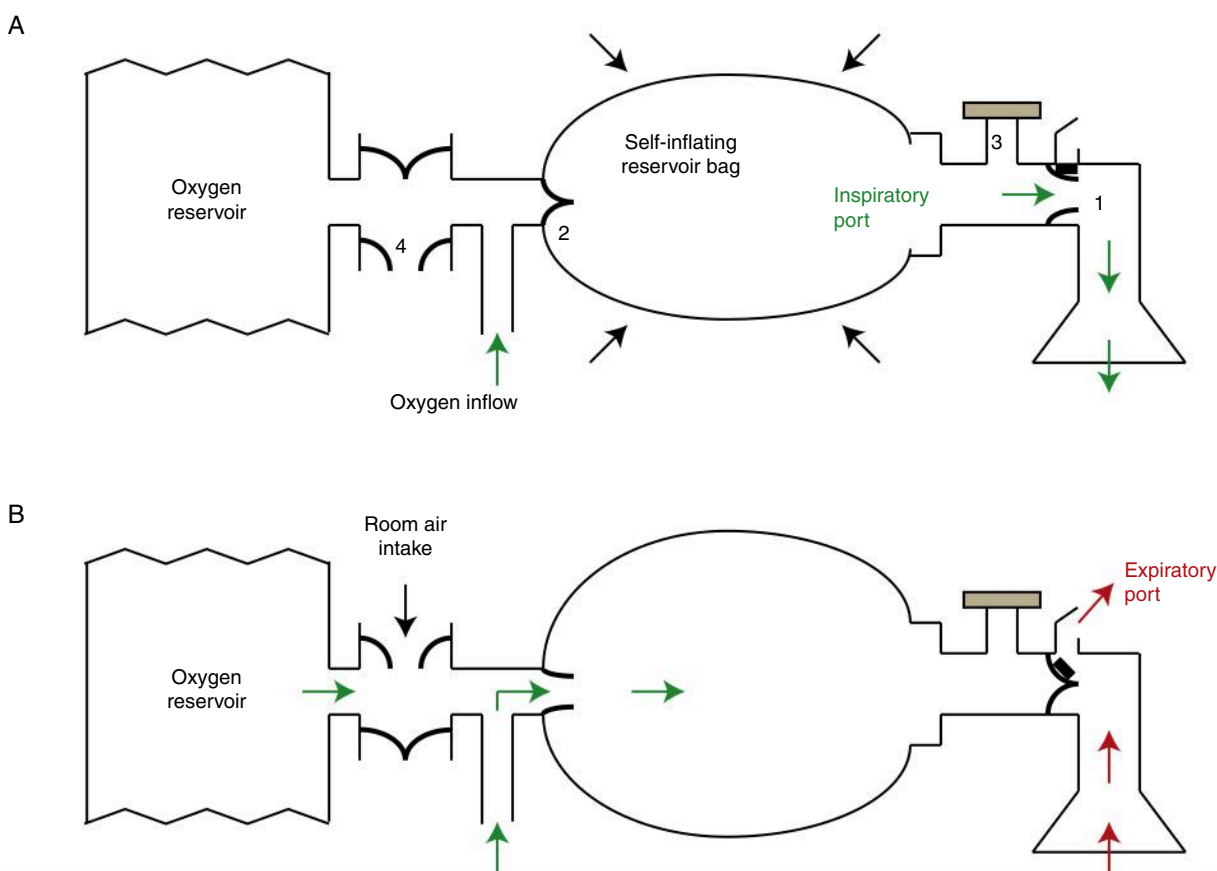 A
Oxygen
reservoir
4
Oxygen inflow
2
Self-inflating
reservoir bag
Inspiratory
port
3
1
B
Room air
intake
Oxygen
reservoir
Expiratory
port